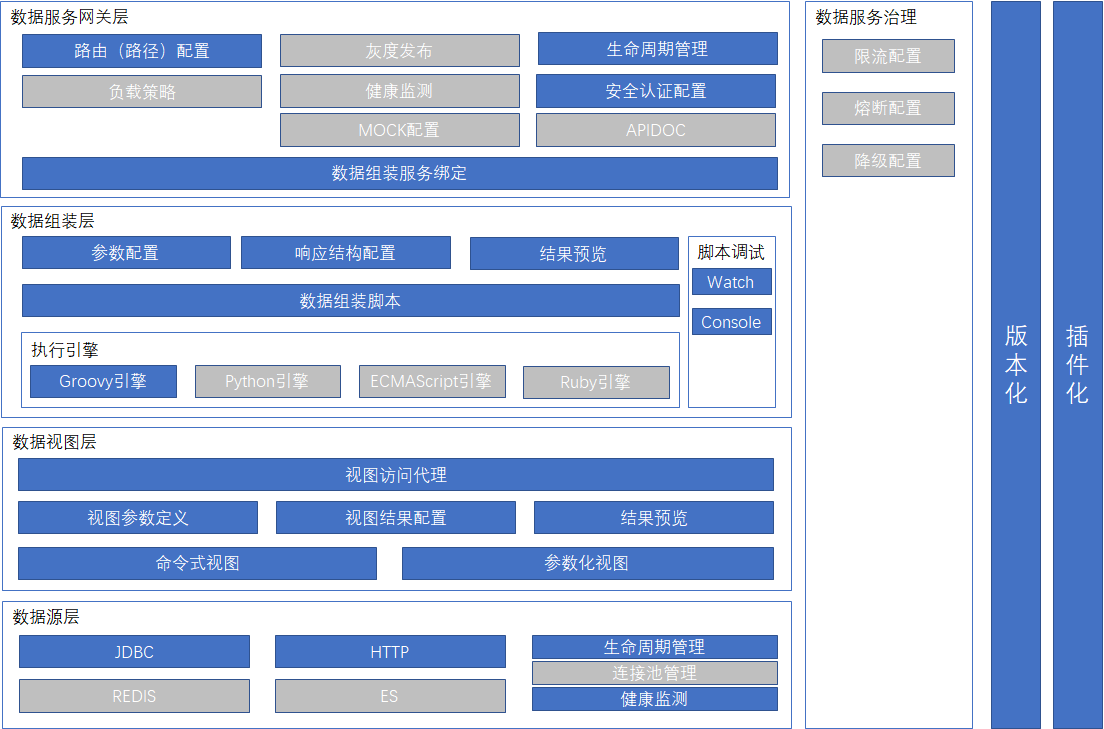 数据服务网关层
路由（路径）配置
灰度发布
生命周期管理
负载策略
健康监测
安全认证配置
MOCK配置
APIDOC
数据组装服务绑定
数据组装层
参数配置
响应结构配置
结果预览
数据组装脚本
执行引擎
Groovy引擎
Python引擎
ECMAScript引擎
Ruby引擎
脚本调试
Watch
Console
数据视图层
视图访问代理
视图参数定义
视图结果配置
结果预览
命令式视图
参数化视图
数据源层
JDBC
HTTP
生命周期管理
连接池管理
REDIS
ES
健康监测
数据服务治理
限流配置
熔断配置
降级配置
版本化
插件化